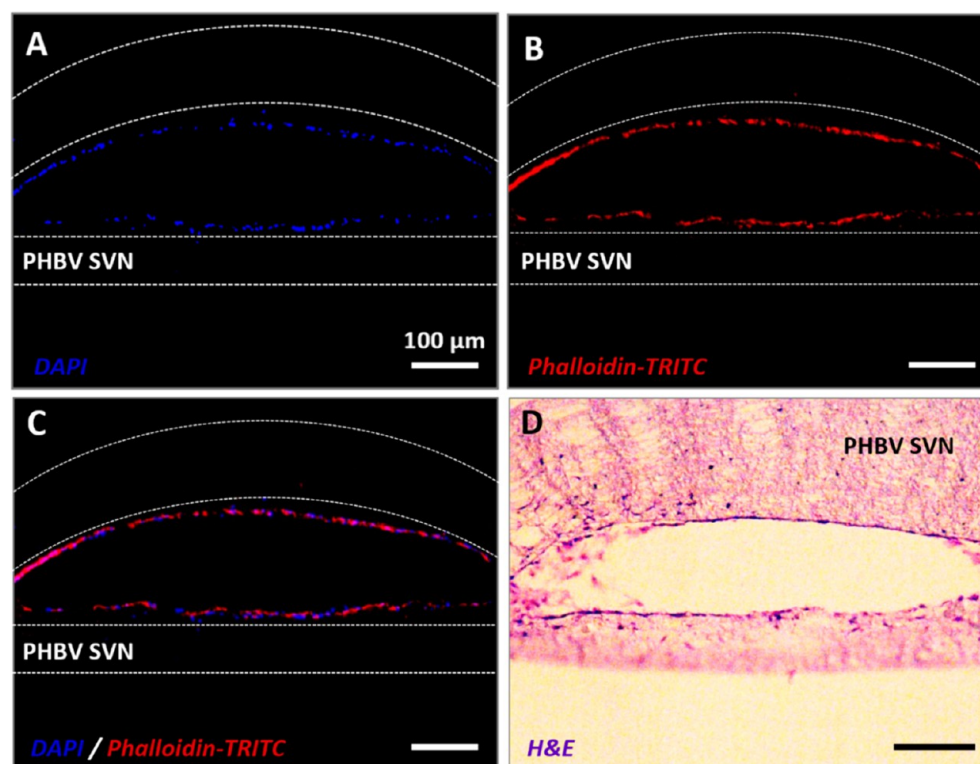 A
PHBV SVN
100 µm
DAPI
B
PHBV SVN
Phalloidin-TRITC
C
PHBV SVN
DAPI / Phalloidin-TRITC
D
PHBV SVN
H&E